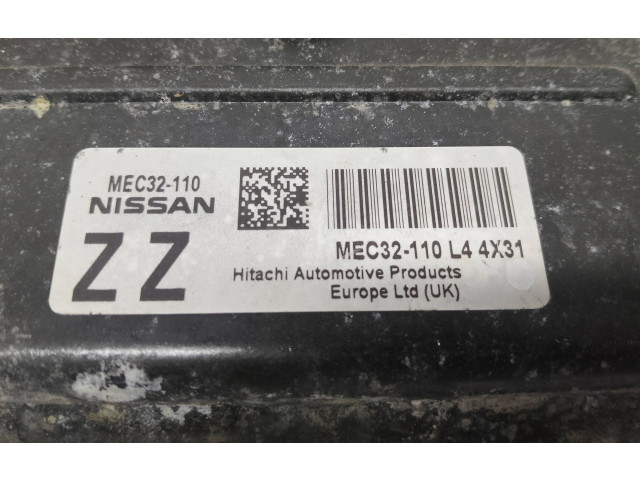 MEC32-110
NISSAN
ZZ
MEC32-110 L4 4X31
Hitachi Automotive Products
Europe Ltd (UK)